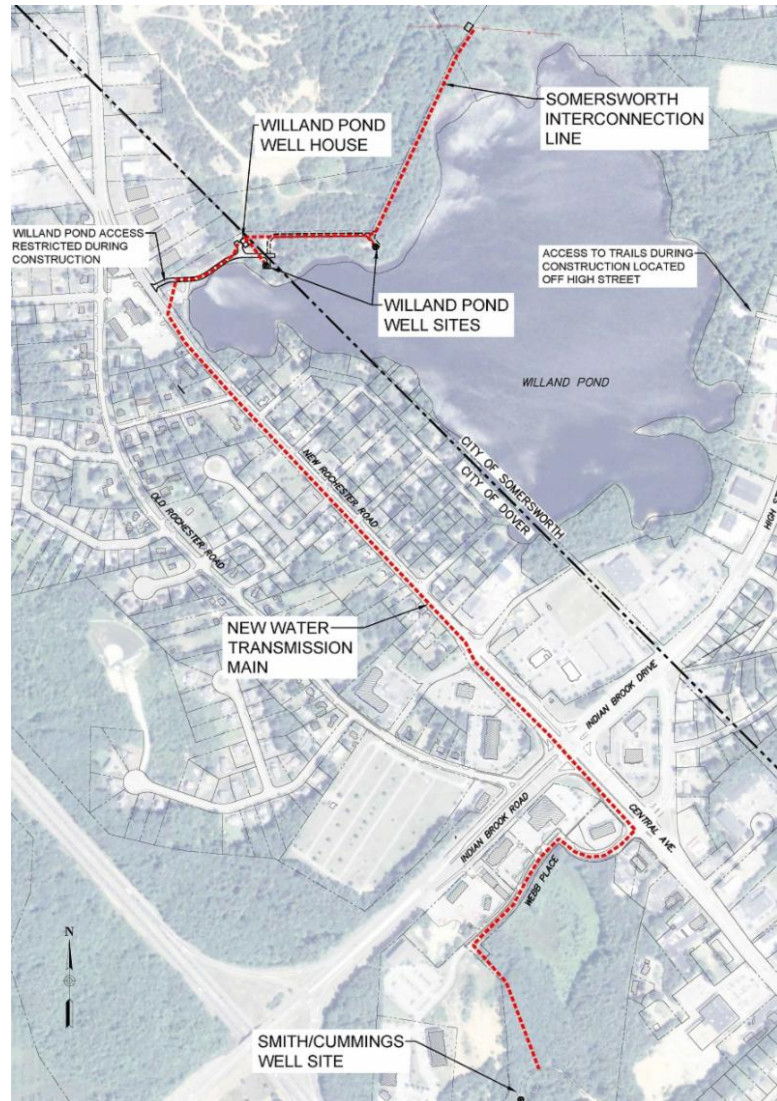 SOMERSWORTH
INTERCONNECTION
LINE
WILLAND POND
WELL HOUSE
WILLAND POND ACCESS
RESTRICTED DURING
CONSTRUCTION
ACCESS TO TRAILS DURING
CONSTRUCTION LOCATED
OFF HIGH STREET
WILLAND POND
WELL SITES
WILLAND POND
CITY OF SOMERSWORTH
CITY OF DOVER
NEW ROCHESTER ROAD
OLD ROCHESTER ROAD
HIGH S
NEW WATER
TRANSMISSION
MAIN
INDIAN BROOK DRIVE
INDIAN BROOK ROAD
CENTRAL AVE.
WEBB PLACE
N
SMITH/CUMMINGS
WELL SITE